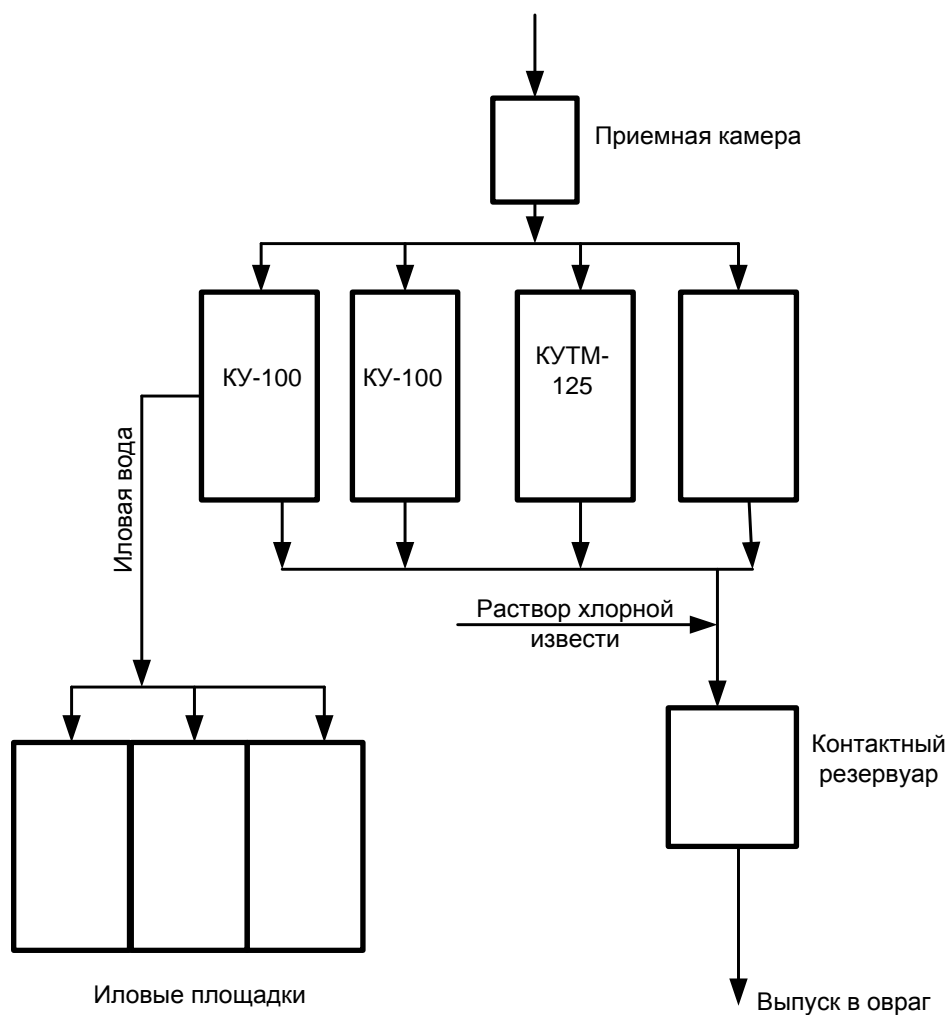 Приемная камера
КУ-100
КУ-100
КУТМ-
125
Иловая вода
Раствор хлорной
извести
Контактный
резервуар
Иловые площадки
Выпуск в овраг